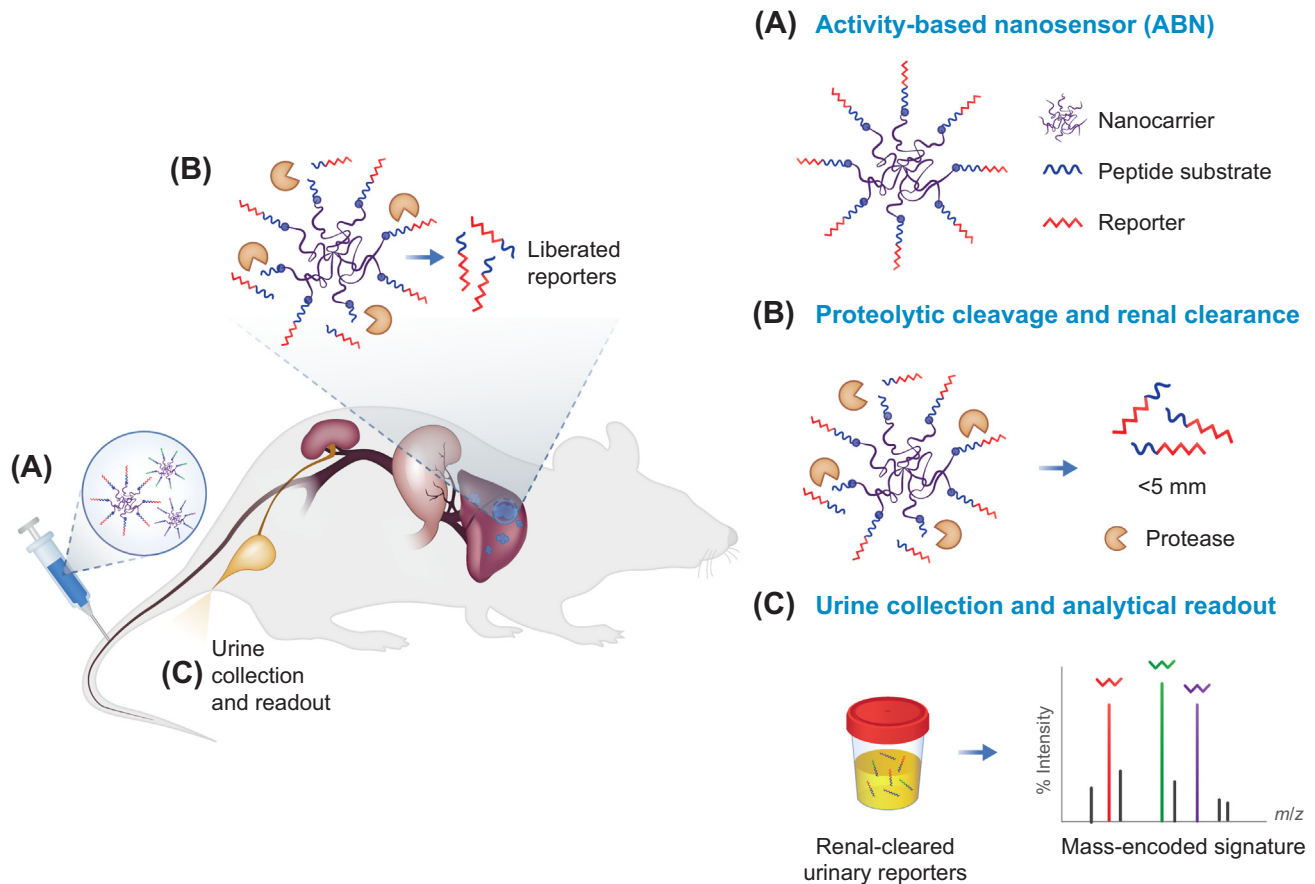 (B)
Liberated
reporters
(A)
(C)
Urine
collection
and readout
(A) Activity-based nanosensor (ABN)
Nanocarrier
Peptide substrate
Reporter
(B) Proteolytic cleavage and renal clearance
<5 mm
Protease
(C) Urine collection and analytical readout
% Intensity
m/z
Renal-cleared
urinary reporters
Mass-encoded signature